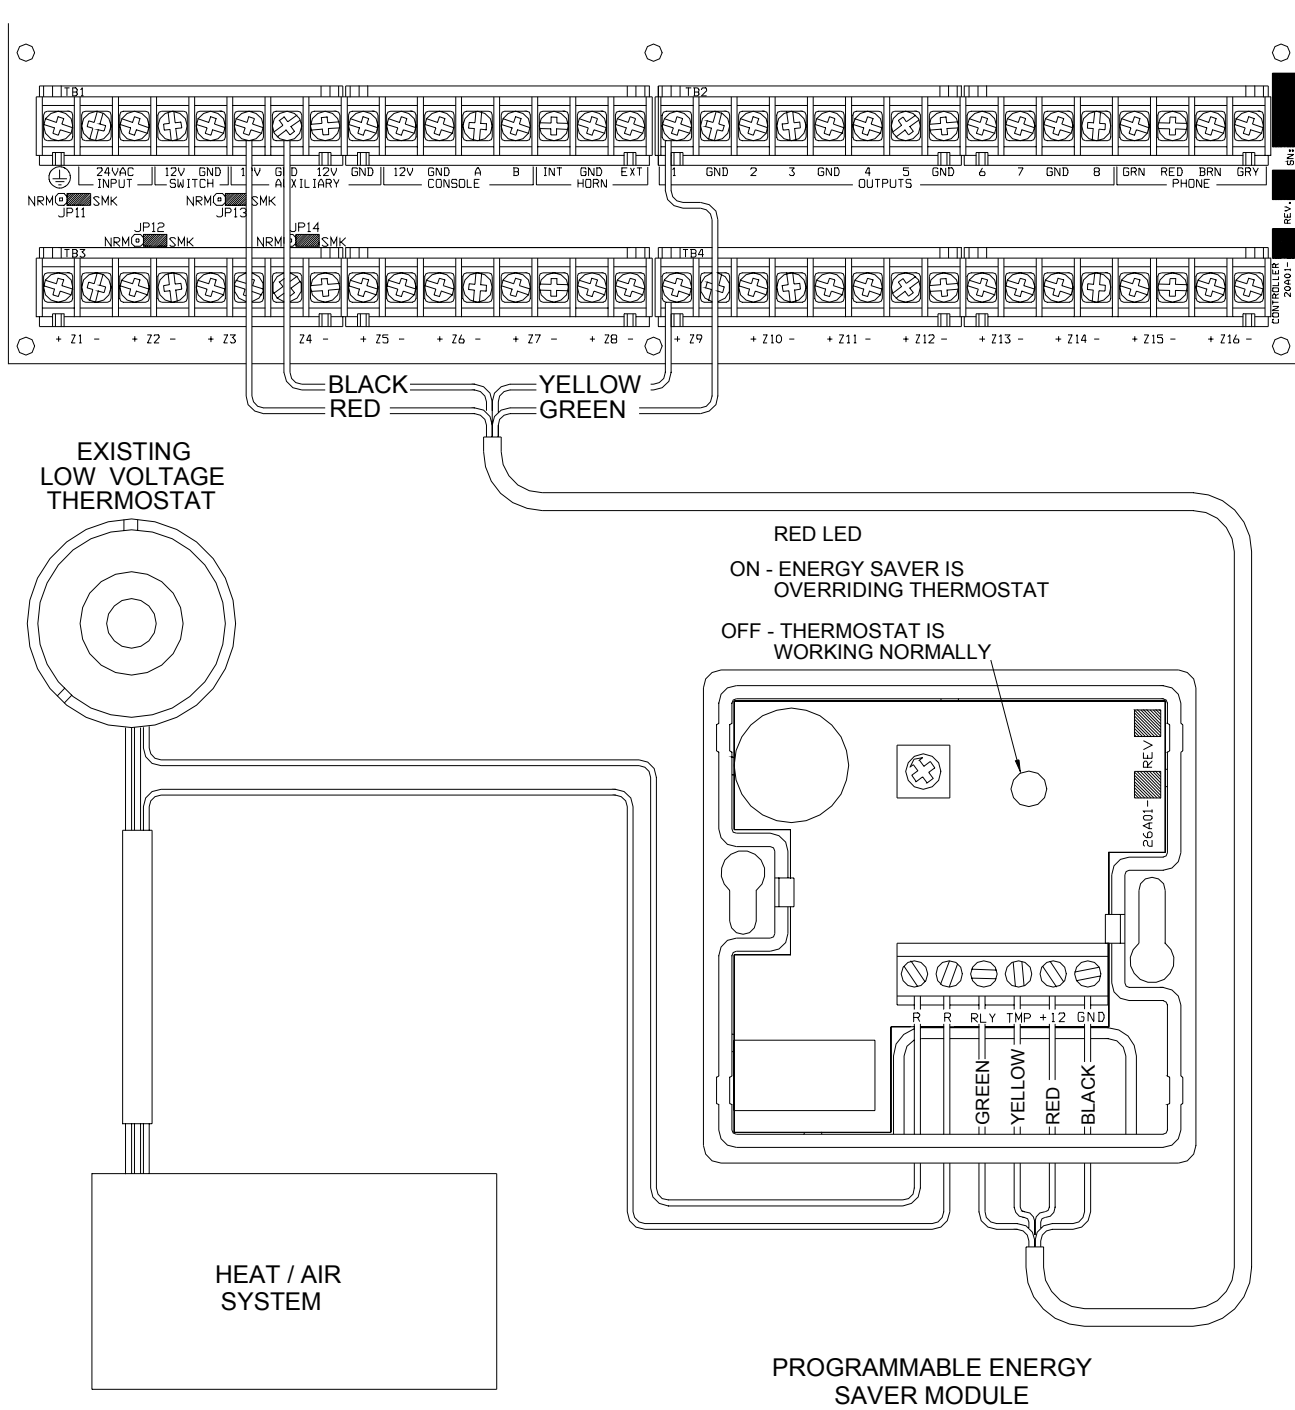 TB1 TB2
24VAC 12V GND 12V GND 12V GND 12V GND A B INT GND EXT 1 GND 2 3 GND 4 5 GND 6 7 GND 8 GRN RED BRN GRY
INPUT SWITCH AUXILIARY CONSOLE HORN OUTPUTS PHONE
SN:
REV.
NRM SMK NRM SMK
JP11 JP13
JP12 JP14
NRM SMK NRM SMK
TB3 TB4
CONTROLLER
20A01-
+ Z1 - + Z2 - + Z3 Z4 - + Z5 - + Z6 - + Z7 - + Z8 - + Z9 + Z10 - + Z11 - + Z12 - + Z13 - + Z14 - + Z15 - + Z16 -
BLACK YELLOW
RED GREEN
EXISTING
LOW VOLTAGE
THERMOSTAT
RED LED
ON - ENERGY SAVER IS
OVERRIDING THERMOSTAT
OFF - THERMOSTAT IS
WORKING NORMALLY
REV
26A01-
R R RLY TMP +12 GND
GREEN
YELLOW
RED
BLACK
HEAT / AIR
SYSTEM
PROGRAMMABLE ENERGY
SAVER MODULE